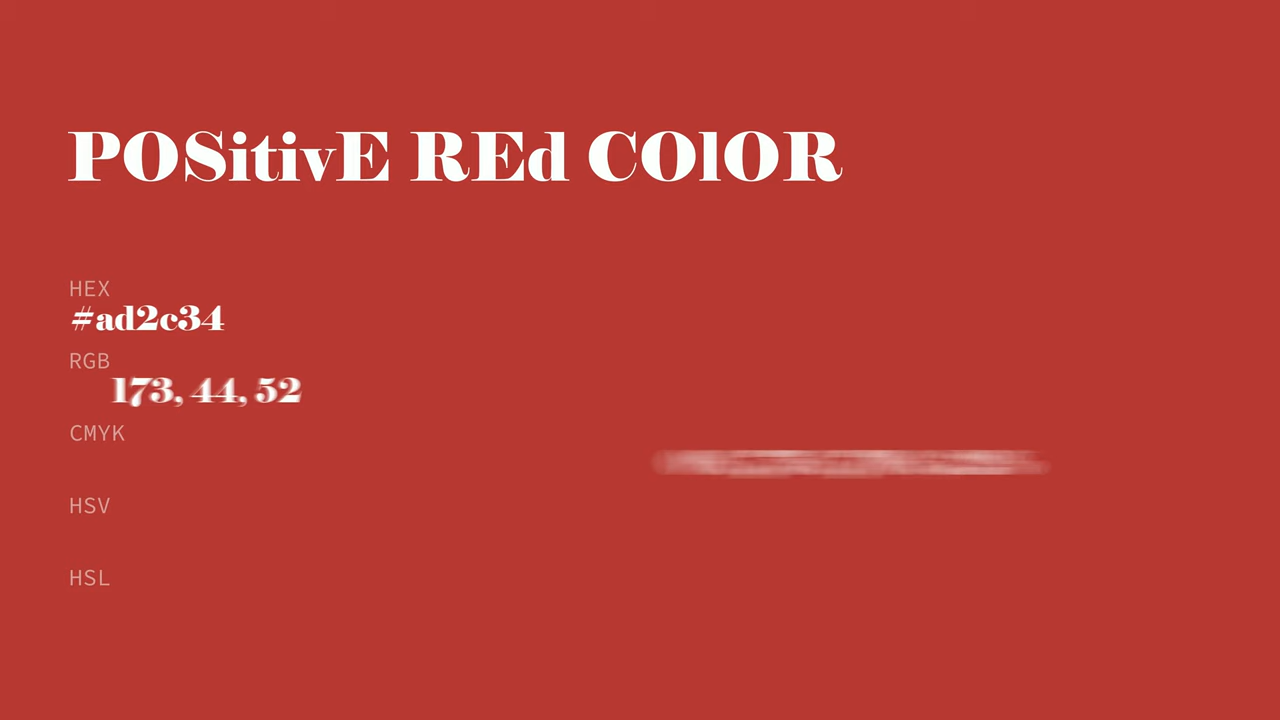 POSitivE REd COlOR
HEX
#ad2c34
RGB
173, 44, 52
CMYK
HSV
HSL